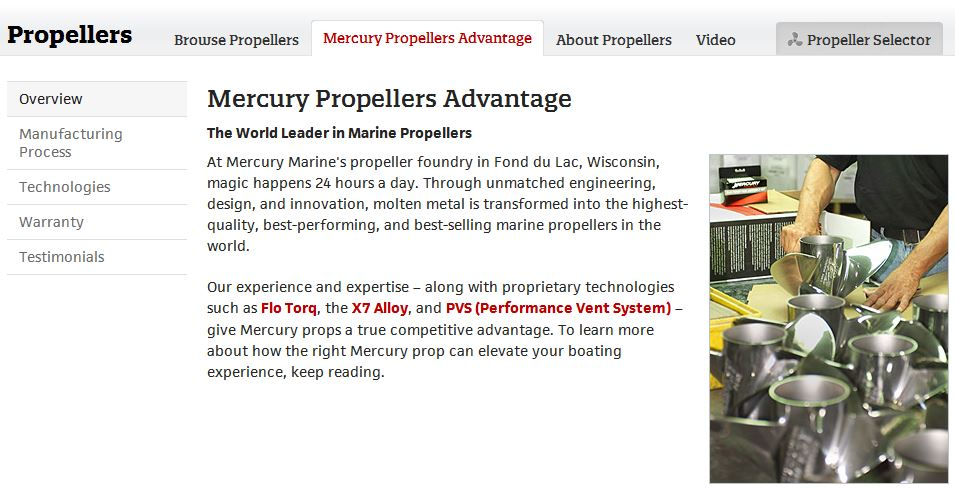 Propellers
Browse Propellers
Mercury Propellers Advantage
About Propellers
Video
Propeller Selector
Overview
Manufacturing
Process
Technologies
Warranty
Testimonials
Mercury Propellers Advantage
The World Leader in Marine Propellers
At Mercury Marine's propeller foundry in Fond du Lac, Wisconsin,
magic happens 24 hours a day. Through unmatched engineering,
design, and innovation, molten metal is transformed into the highest-
quality, best-performing, and best-selling marine propellers in the
world.
Our experience and expertise – along with proprietary technologies
such as Flo Torq, the X7 Alloy, and PVS (Performance Vent System) –
give Mercury props a true competitive advantage. To learn more
about how the right Mercury prop can elevate your boating
experience, keep reading.
MERCURY